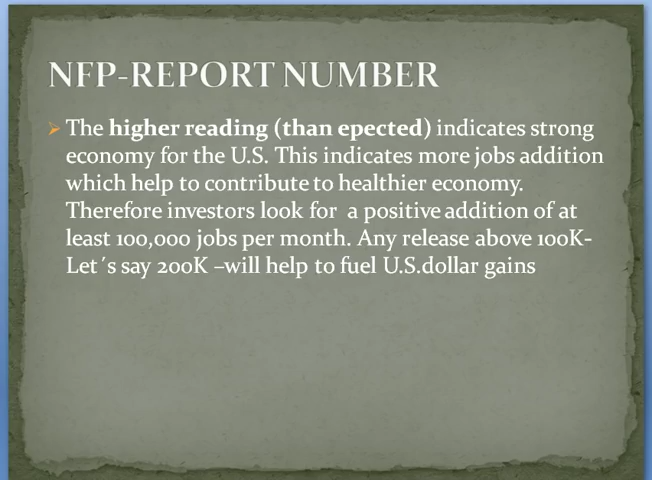 NFP-REPORT NUMBER
The higher reading (than epected) indicates strong
economy for the U.S. This indicates more jobs addition
which help to contribute to healthier economy.
Therefore investors look for  a positive addition of at
least 100,000 jobs per month. Any release above 100K-
Let´s say 200K –will help to fuel U.S.dollar gains